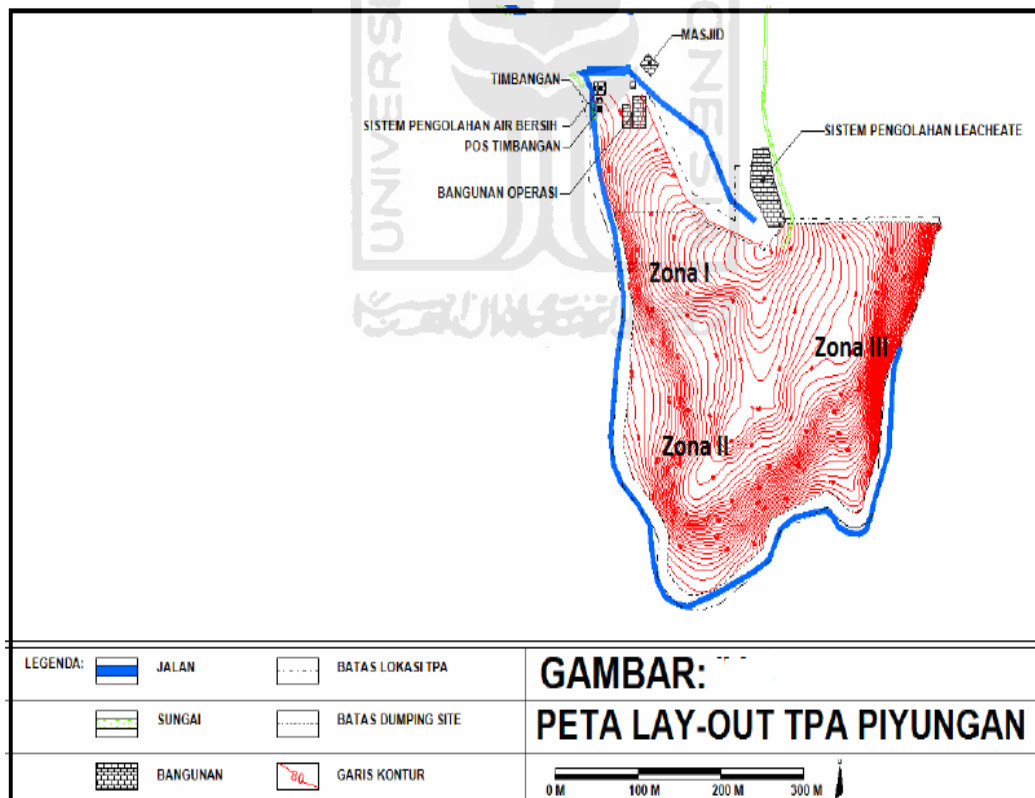 MASJID
TIMBANGAN
SISTEM PENGOLAHAN AIR BERSIH
POS TIMBANGAN
SISTEM PENGOLAHAN LEACHEATE
BANGUNAN OPERASI
Zona I
Zona III
Zona II
LEGENDA:
JALAN
BATAS LOKASI TPA
SUNGAI
BATAS DUMPING SITE
BANGUNAN
80
GARIS KONTUR
GAMBAR:
PETA LAY-OUT TPA PIYUNGAN
0 M 100 M 200 M 300 M